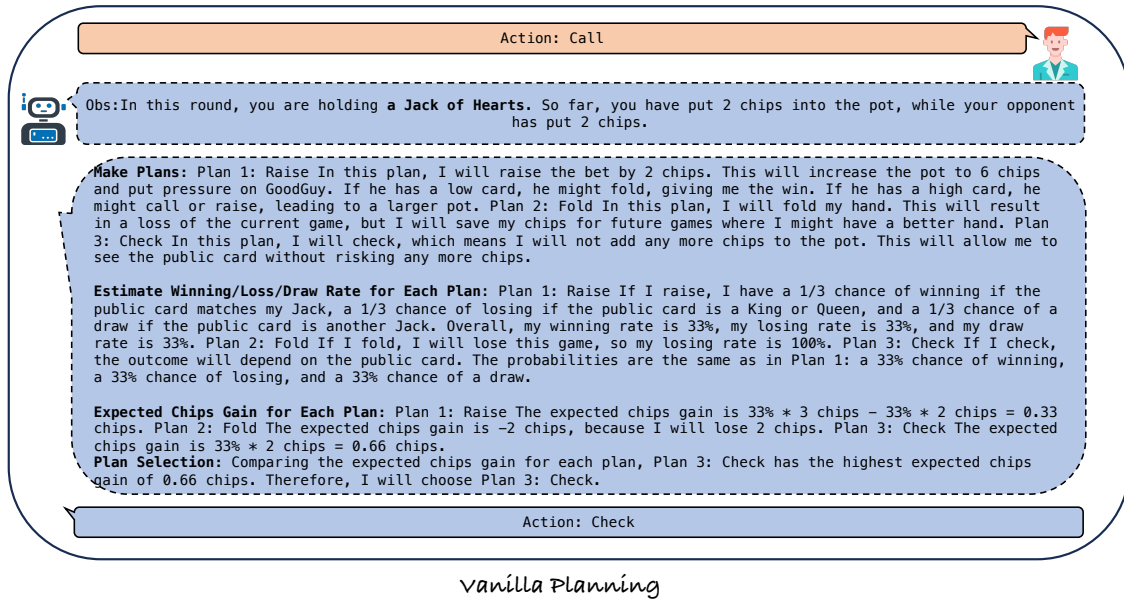 Action: Call
Obs:In this round, you are holding a Jack of Hearts. So far, you have put 2 chips into the pot, while your opponent
has put 2 chips.
Make Plans: Plan 1: Raise In this plan, I will raise the bet by 2 chips. This will increase the pot to 6 chips
and put pressure on GoodGuy. If he has a low card, he might fold, giving me the win. If he has a high card, he
might call or raise, leading to a larger pot. Plan 2: Fold In this plan, I will fold my hand. This will result
in a loss of the current game, but I will save my chips for future games where I might have a better hand. Plan
3: Check In this plan, I will check, which means I will not add any more chips to the pot. This will allow me to
see the public card without risking any more chips.
Estimate Winning/Loss/Draw Rate for Each Plan: Plan 1: Raise If I raise, I have a 1/3 chance of winning if the
public card matches my Jack, a 1/3 chance of losing if the public card is a King or Queen, and a 1/3 chance of a
draw if the public card is another Jack. Overall, my winning rate is 33%, my losing rate is 33%, and my draw
rate is 33%. Plan 2: Fold If I fold, I will lose this game, so my losing rate is 100%. Plan 3: Check If I check,
the outcome will depend on the public card. The probabilities are the same as in Plan 1: a 33% chance of winning,
a 33% chance of losing, and a 33% chance of a draw.
Expected Chips Gain for Each Plan: Plan 1: Raise The expected chips gain is 33% * 3 chips − 33% * 2 chips = 0.33
chips. Plan 2: Fold The expected chips gain is −2 chips, because I will lose 2 chips. Plan 3: Check The expected
chips gain is 33% * 2 chips = 0.66 chips.
Plan Selection: Comparing the expected chips gain for each plan, Plan 3: Check has the highest expected chips
gain of 0.66 chips. Therefore, I will choose Plan 3: Check.
Action: Check
Vanilla Planning